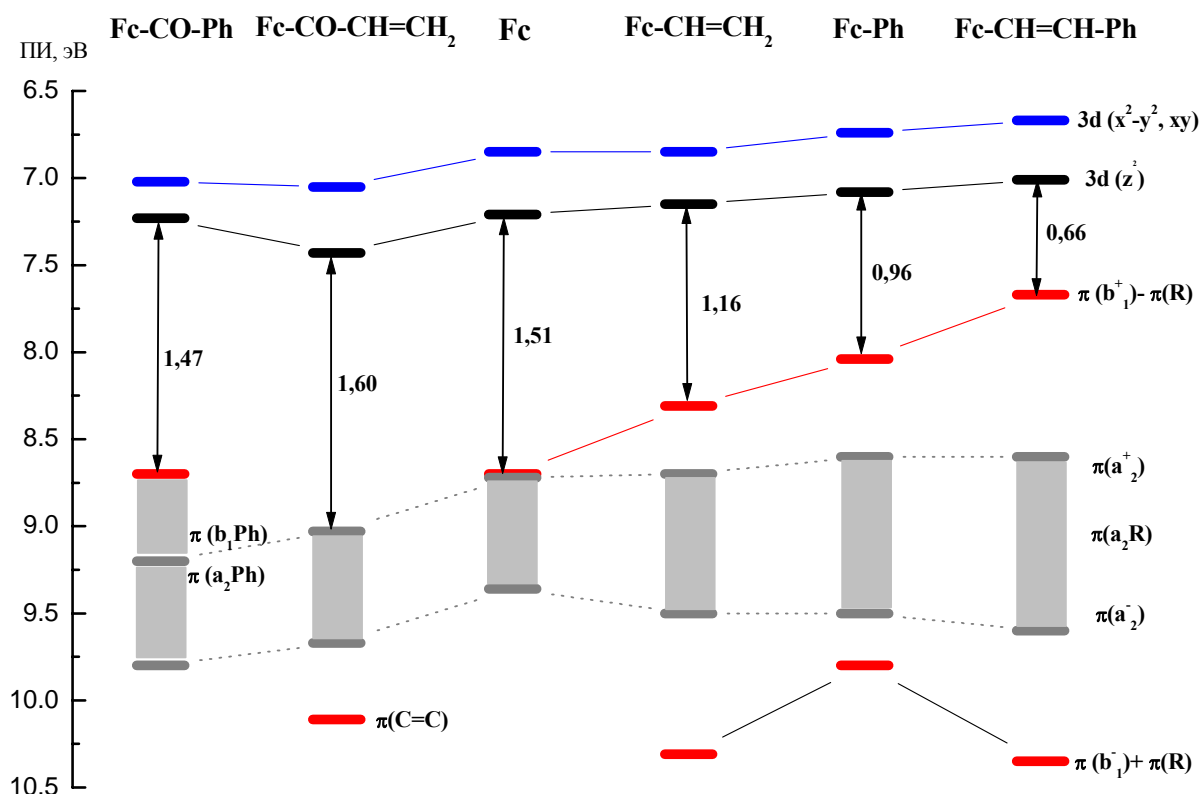 Fc-CO-Ph Fc-CO-CH=CH₂ Fc Fc-CH=CH₂ Fc-Ph Fc-CH=CH-Ph
ПИ, эВ
6.5
3d (x²-y², xy)
7.0
3d (z²)
0,66
7.5
0,96
1,16
π (b⁺₁)- π(R)
1,51
8.0
1,47
1,60
8.5
π(a⁺₂)
9.0
π (b₁Ph)
π(a₂R)
π (a₂Ph)
9.5
π(a⁻₂)
10.0
π(C=C)
π (b⁻₁)+ π(R)
10.5